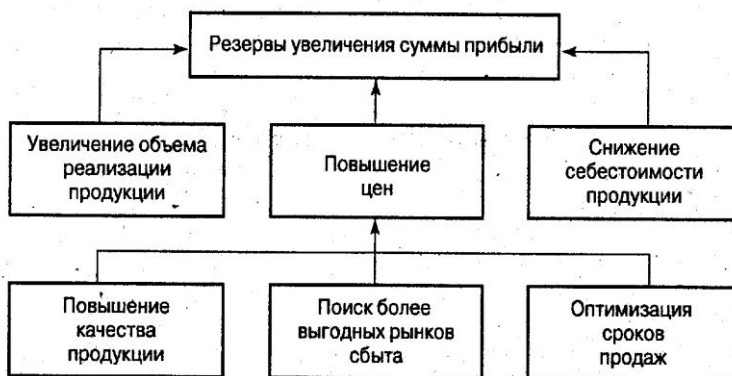 Резервы увеличения суммы прибыли
Увеличение объема
реализации
продукции
Повышение
цен
Снижение
себестоимости
продукции
Повышение
качества
продукции
Поиск более
выгодных рынков
сбыта
Оптимизация
сроков
продаж